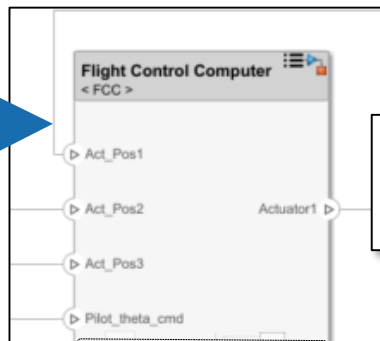 Flight Control Computer
< FCC >
Act_Pos1
Act_Pos2
Actuator1
Act_Pos3
Pilot_theta_cmd